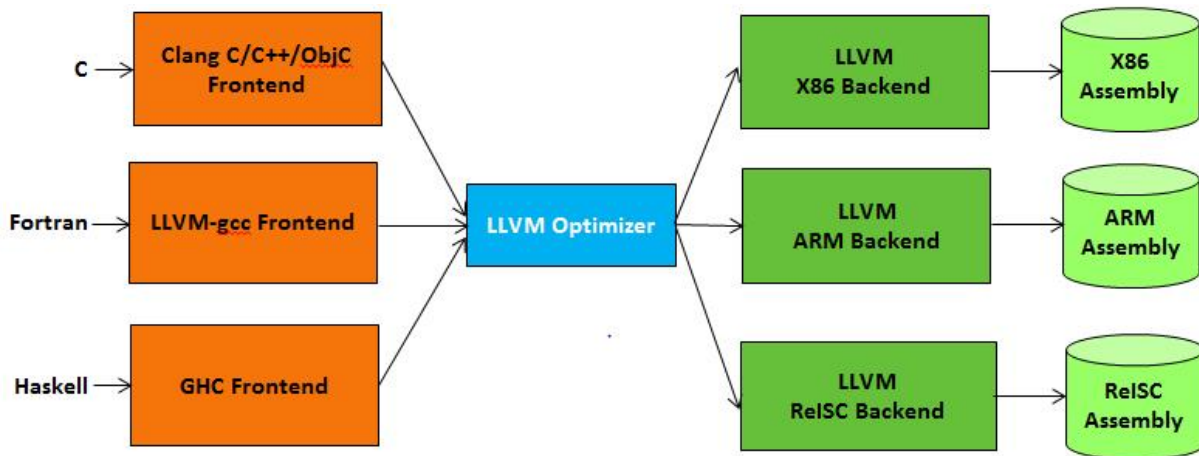 C
Clang C/C++/ObjC
Frontend
LLVM
X86 Backend
X86
Assembly
Fortran
LLVM-gcc Frontend
LLVM Optimizer
LLVM
ARM Backend
ARM
Assembly
Haskell
GHC Frontend
LLVM
ReISC Backend
ReISC
Assembly